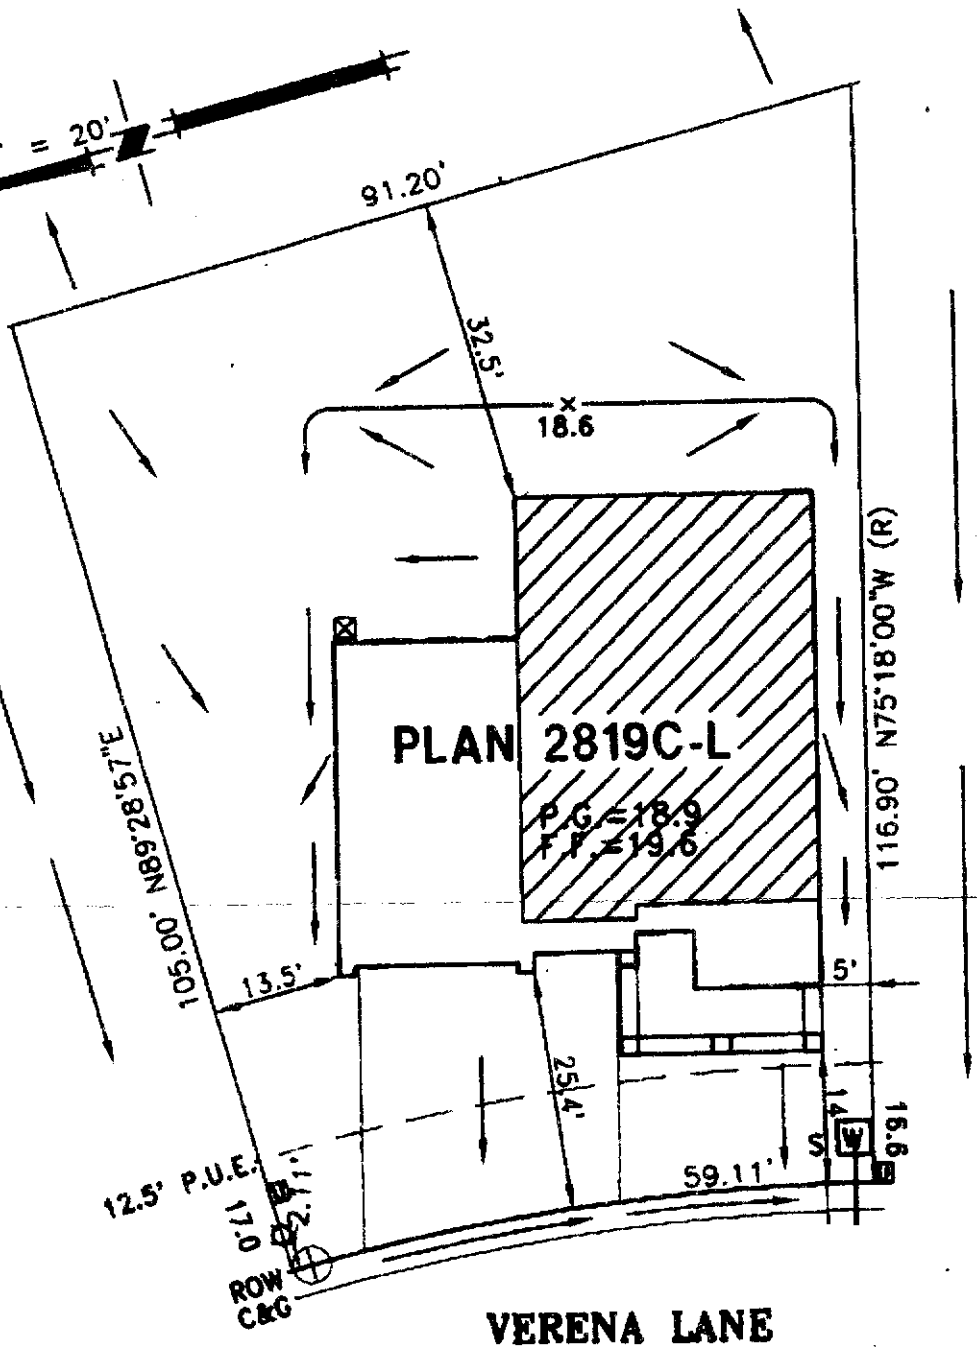 = 20'
91.20'
32.5'
18.6
116.90' N75°18'00"W (R)
PLAN 2819C-L
P.G.=18.9
F.F.=19.6
105.00' N89°28'57"E
13.5'
5'
25.4'
14'
16.6
S
W
59.11'
12.5' P.U.E.
17.0
ROW
C&G
VERENA LANE